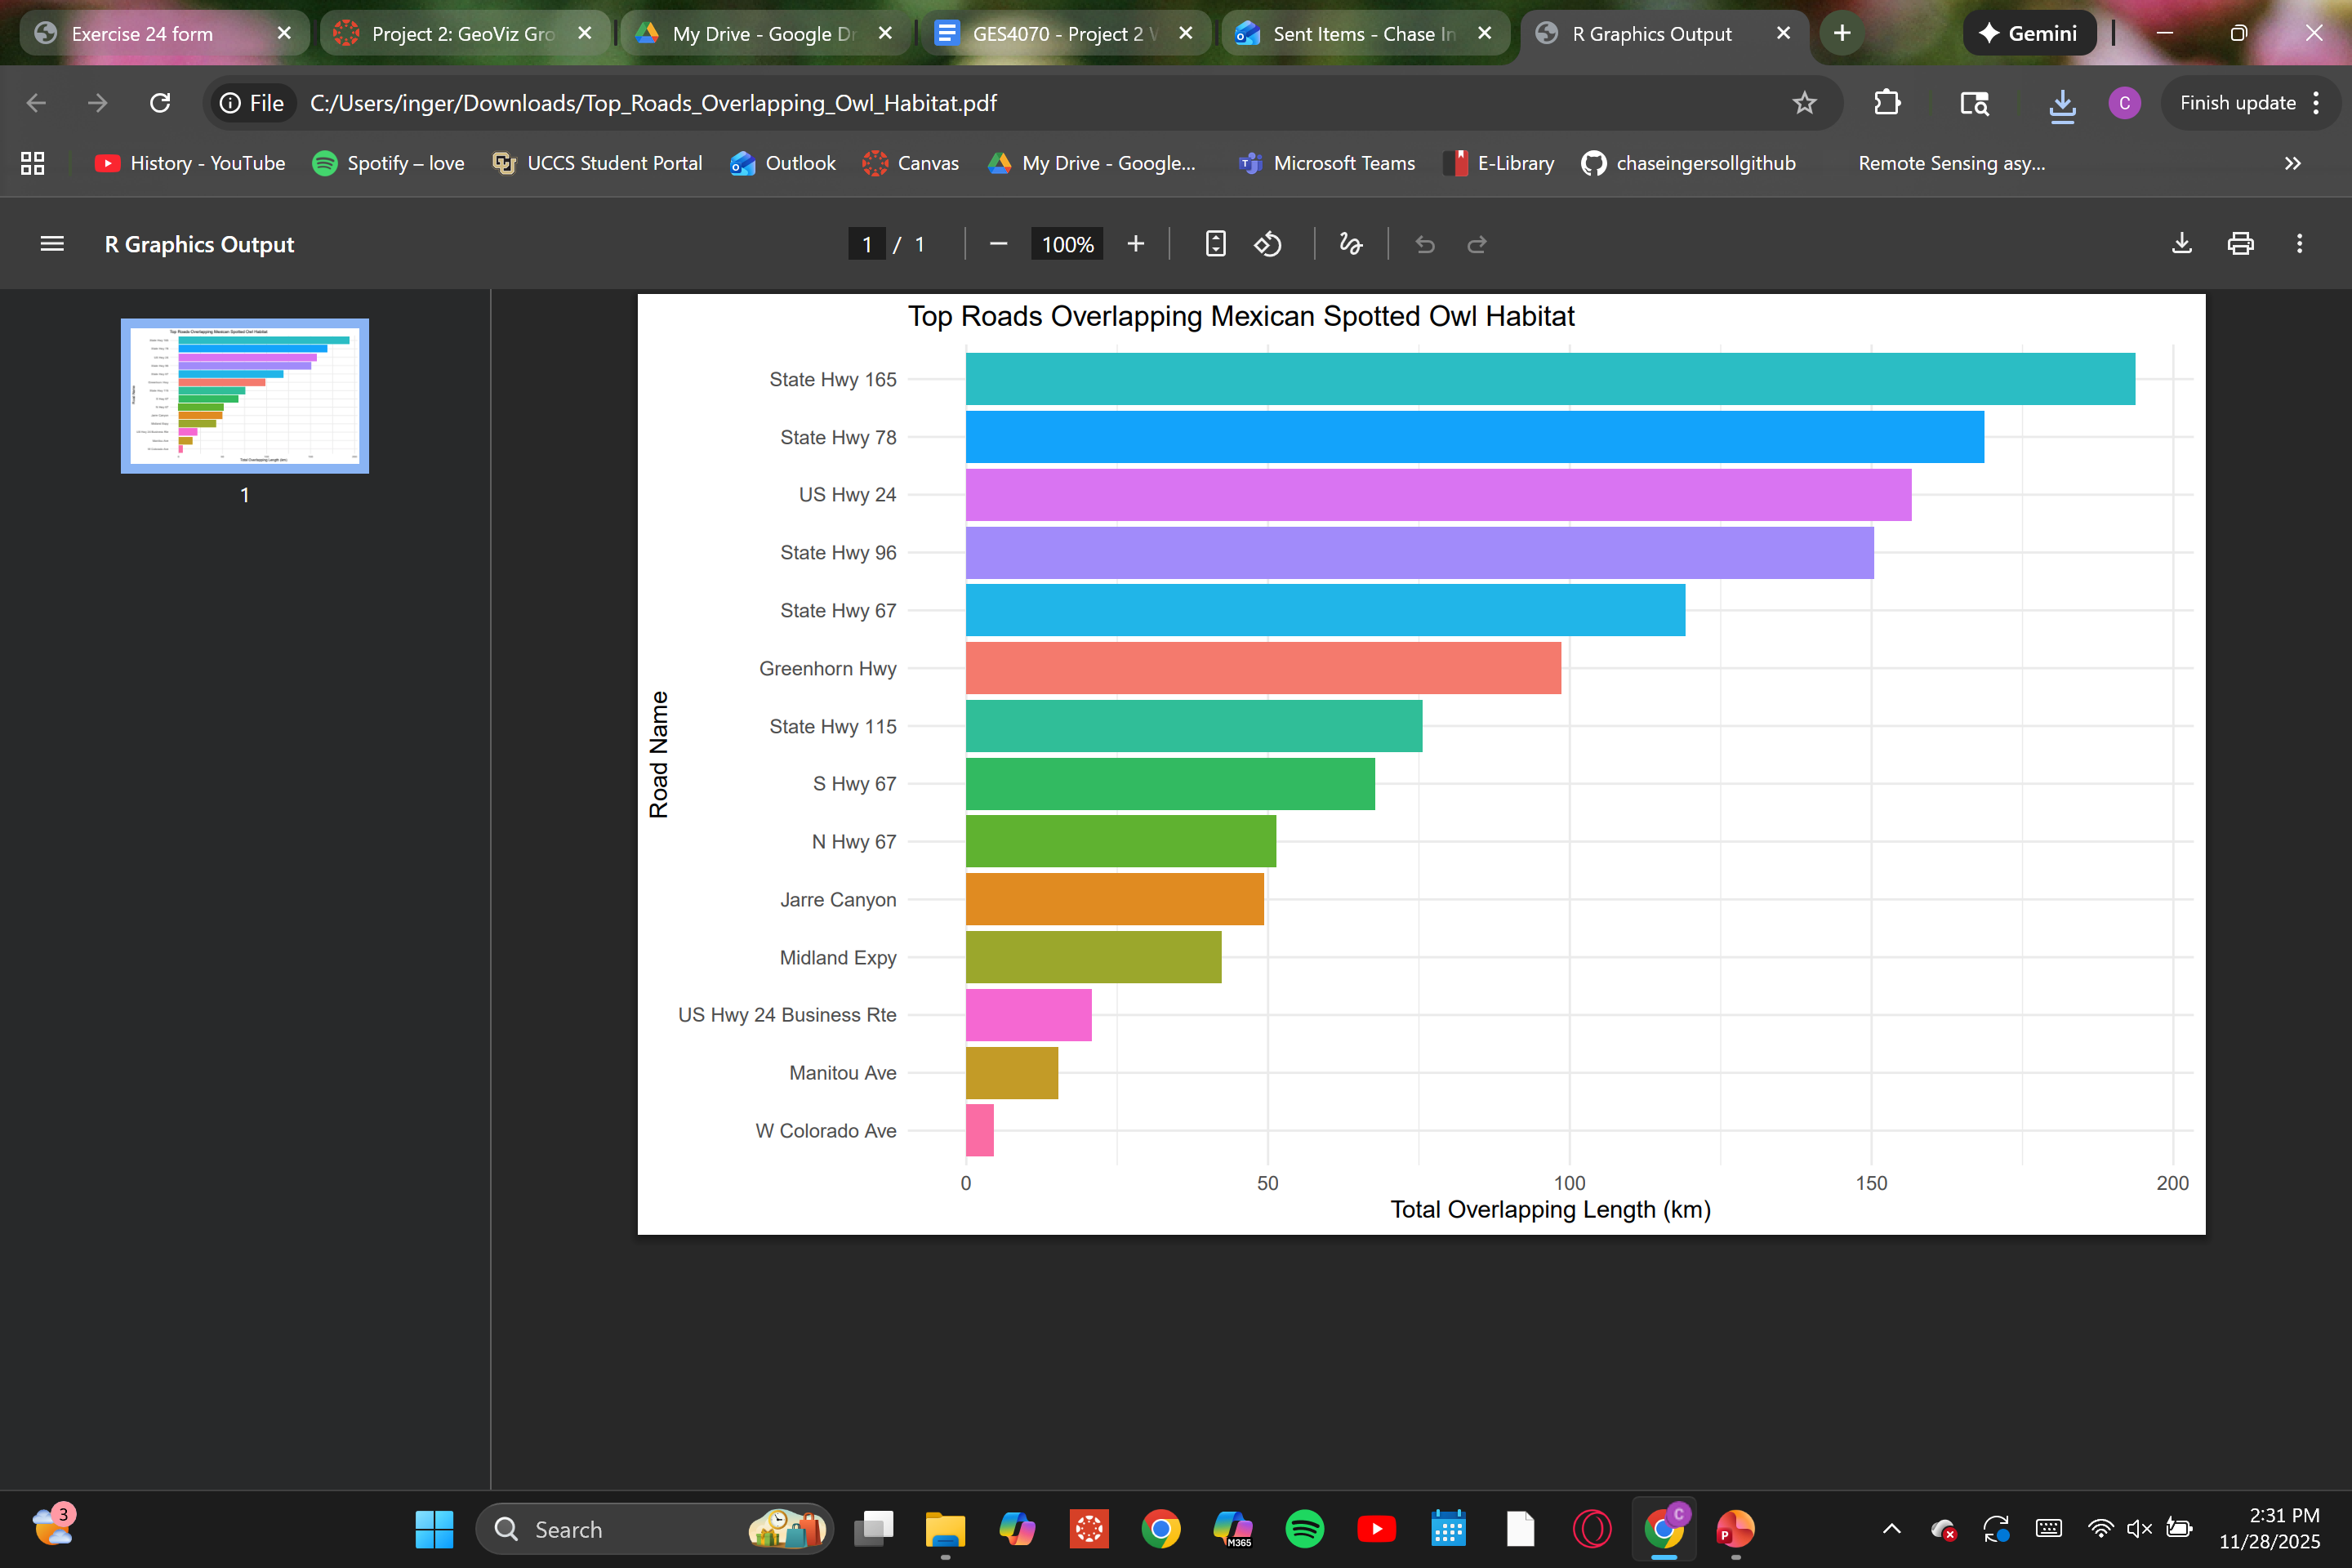 Exercise 24 form
Project 2: GeoViz Gro
My Drive - Google Dr
GES4070 - Project 2 W
Sent Items - Chase In
R Graphics Output
Gemini
File
C:/Users/inger/Downloads/Top_Roads_Overlapping_Owl_Habitat.pdf
C
Finish update
History - YouTube
Spotify – love
UCCS Student Portal
Outlook
Canvas
My Drive - Google...
Microsoft Teams
E-Library
chaseingersollgithub
Remote Sensing asy...
R Graphics Output
1 / 1
100%
1
Top Roads Overlapping Mexican Spotted Owl Habitat
Road Name
State Hwy 165
State Hwy 78
US Hwy 24
State Hwy 96
State Hwy 67
Greenhorn Hwy
State Hwy 115
S Hwy 67
N Hwy 67
Jarre Canyon
Midland Expy
US Hwy 24 Business Rte
Manitou Ave
W Colorado Ave
0 50 100 150 200
Total Overlapping Length (km)
3
Search
M365
C
P
2:31 PM
11/28/2025